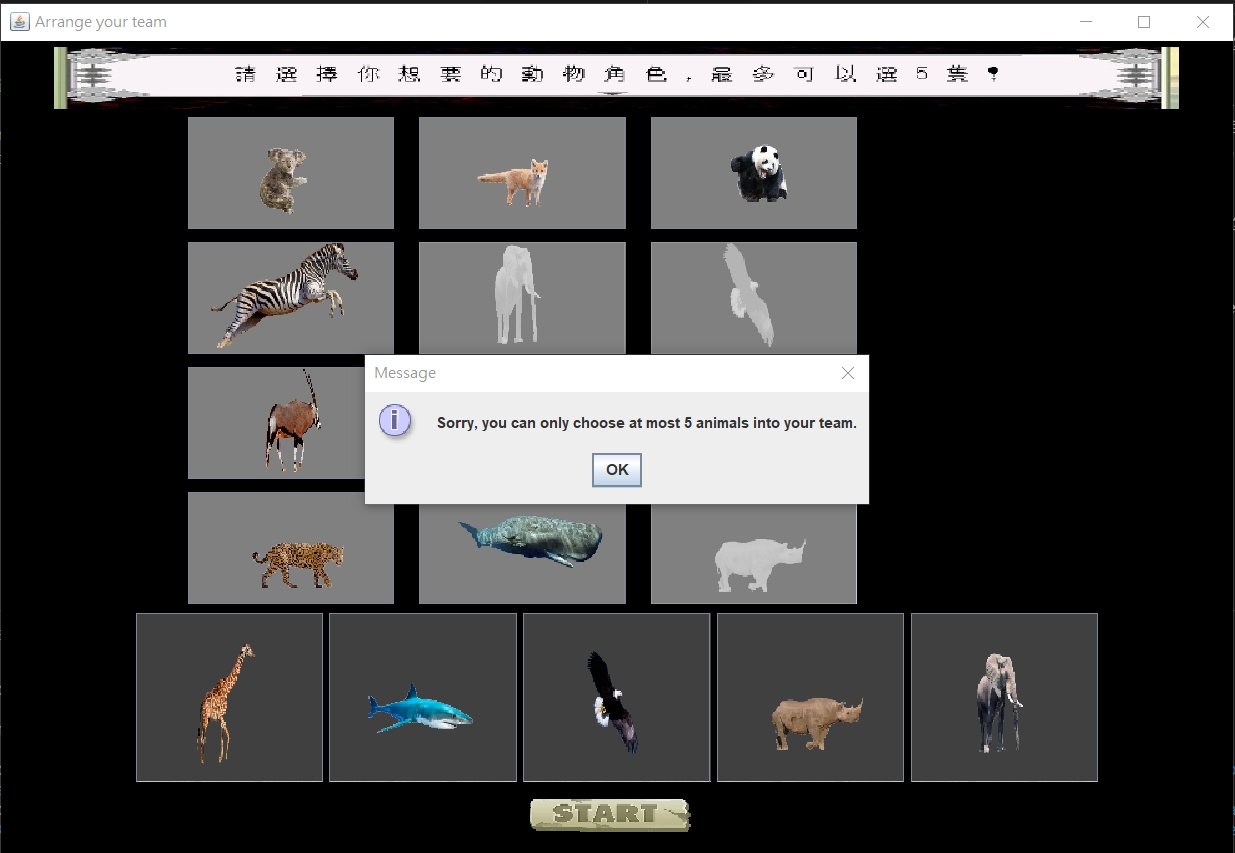 Arrange your team
請選擇你想要的動物角色，最多可以選5隻！
Message
Sorry, you can only choose at most 5 animals into your team.
OK
START